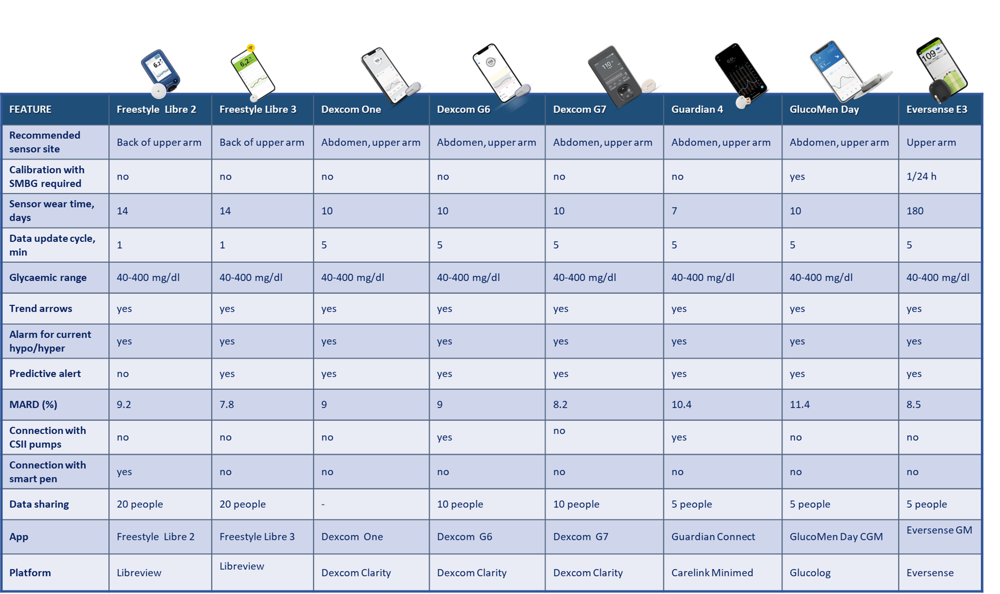 6,2
6,2
100
110
110
6.6
5.1
109
FEATURE Freestyle Libre 2 Freestyle Libre 3 Dexcom One Dexcom G6 Dexcom G7 Guardian 4 GlucoMen Day Eversense E3
Recommended
sensor site Back of upper arm Back of upper arm Abdomen, upper arm Abdomen, upper arm Abdomen, upper arm Abdomen, upper arm Abdomen, upper arm Upper arm
Calibration with
SMBG required no no no no no no yes 1/24 h
Sensor wear time,
days 14 14 10 10 10 7 10 180
Data update cycle,
min 1 1 5 5 5 5 5 5
Glycaemic range 40-400 mg/dl 40-400 mg/dl 40-400 mg/dl 40-400 mg/dl 40-400 mg/dl 40-400 mg/dl 40-400 mg/dl 40-400 mg/dl
Trend arrows yes yes yes yes yes yes yes yes
Alarm for current
hypo/hyper yes yes yes yes yes yes yes yes
Predictive alert no yes yes yes yes yes yes yes
MARD (%) 9.2 7.8 9 9 8.2 10.4 11.4 8.5
Connection with
CSII pumps no no no yes no yes no no
Connection with
smart pen yes no no no no no no no
Data sharing 20 people 20 people - 10 people 10 people 5 people 5 people 5 people
App Freestyle Libre 2 Freestyle Libre 3 Dexcom One Dexcom G6 Dexcom G7 Guardian Connect GlucoMen Day CGM Eversense GM
Platform Libreview Libreview Dexcom Clarity Dexcom Clarity Dexcom Clarity Carelink Minimed Glucolog Eversense